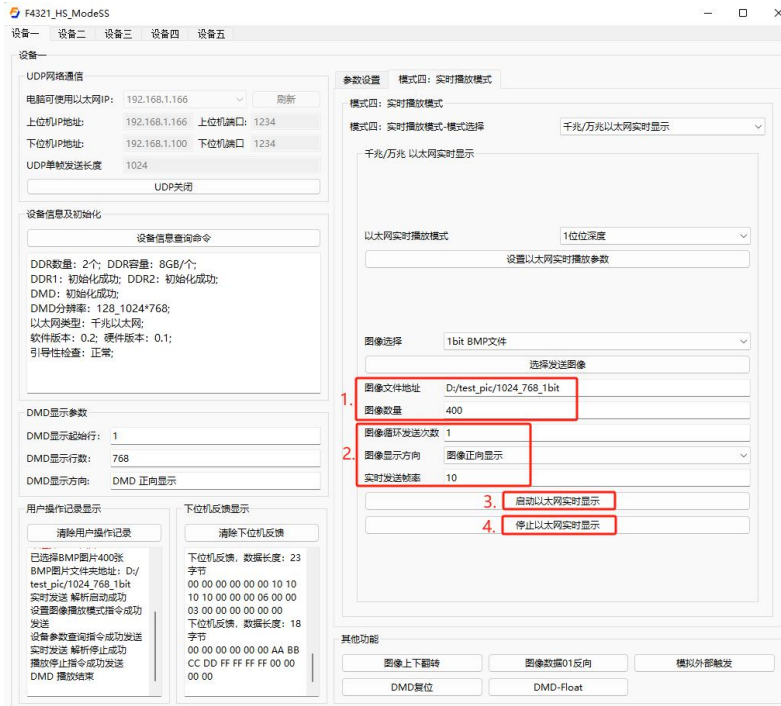 F4321_HS_ModeSS
设备一 设备二 设备三 设备四 设备五
设备一
UDP网络通信
电脑可使用以太网IP: 192.168.1.166 刷新
上位机IP地址: 192.168.1.166 上位机端口: 1234
下位机IP地址: 192.168.1.100 下位机端口 1234
UDP单帧发送长度 1024
UDP关闭
设备信息及初始化
设备信息查询命令
DDR数量: 2个; DDR容量: 8GB/个;
DDR1: 初始化成功; DDR2: 初始化成功;
DMD: 初始化成功;
DMD分辨率: 128_1024*768;
以太网类型: 千兆以太网;
软件版本: 0.2; 硬件版本: 0.1;
引导性检查: 正常;
DMD显示参数
DMD显示起始行: 1
DMD显示行数: 768
DMD显示方向: DMD 正向显示
用户操作记录显示
清除用户操作记录
已选择BMP图片400张
BMP图片文件夹地址: D:/
test_pic/1024_768_1bit
实时发送 解析启动成功
设置图像播放模式指令成功
发送
设备参数查询指令成功发送
实时发送 解析停止成功
播放停止指令成功发送
DMD 播放结束
下位机反馈显示
清除下位机反馈
下位机反馈, 数据长度: 23
字节
00 00 00 00 00 00 10 10
10 10 00 00 00 06 00 00
03 00 00 00 00 00 00
下位机反馈, 数据长度: 18
字节
00 00 00 00 00 00 AA BB
CC DD FF FF FF FF 00 00
00 00
参数设置 模式四: 实时播放模式
模式四: 实时播放模式
模式四: 实时播放模式-模式选择 千兆/万兆以太网实时显示
千兆/万兆 以太网实时显示
以太网实时播放模式 1位位深度
设置以太网实时播放参数
图像选择 1bit BMP文件
选择发送图像
1.
图像文件地址 D:/test_pic/1024_768_1bit
图像数量 400
2.
图像循环发送次数 1
图像显示方向 图像正向显示
实时发送帧率 10
3. 启动以太网实时显示
4. 停止以太网实时显示
其他功能
图像上下翻转 图像数据01反向 模拟外部触发
DMD复位 DMD-Float